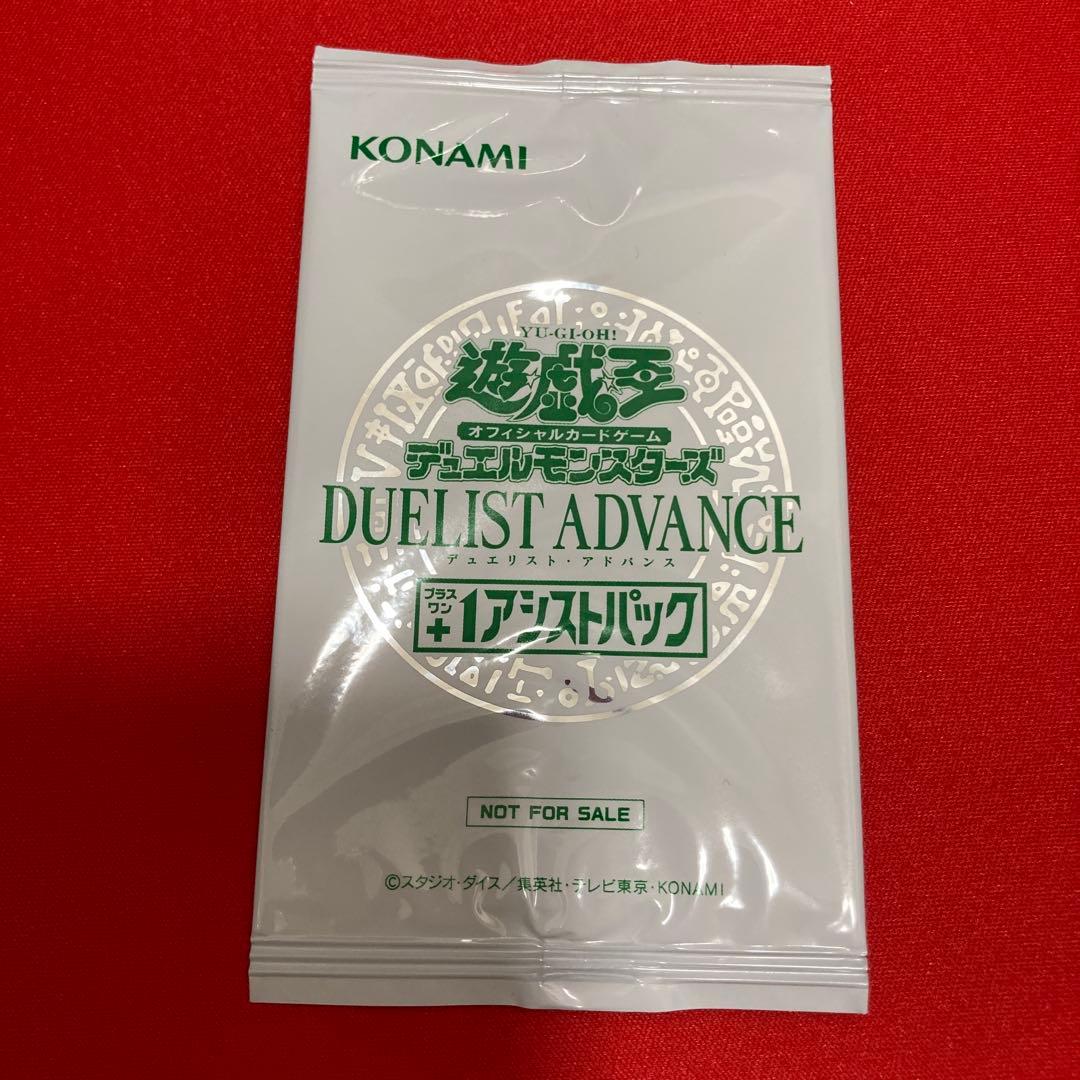 KONAMI
YU-GI-OH!
遊戯王
オフィシャルカードゲーム
デュエルモンスターズ
DUELIST ADVANCE
デュエリスト・アドバンス
プラスワン
+1アシストパック
NOT FOR SALE
©スタジオ・ダイス／集英社・テレビ東京・KONAMI